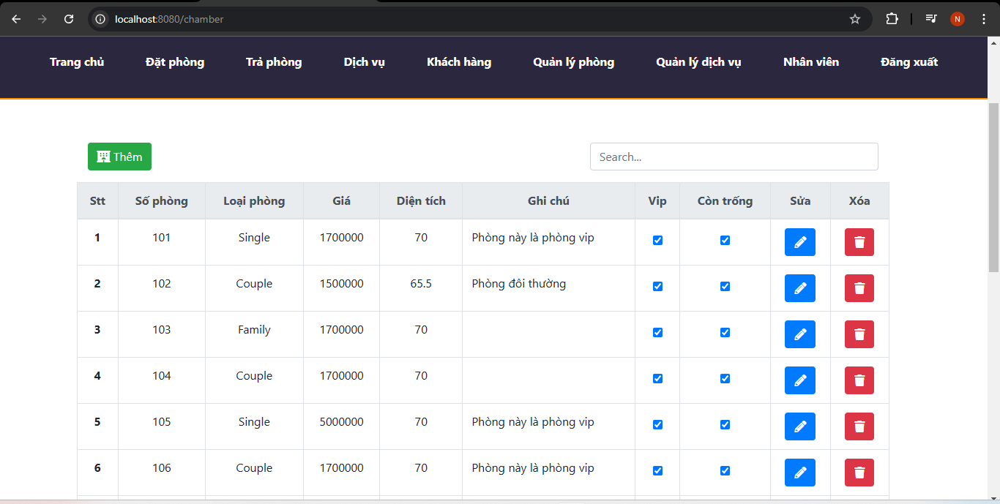 localhost:8080/chamber
N
Trang chủ Đặt phòng Trả phòng Dịch vụ Khách hàng Quản lý phòng Quản lý dịch vụ Nhân viên Đăng xuất
Thêm Search...
Stt Số phòng Loại phòng Giá Diện tích Ghi chú Vip Còn trống Sửa Xóa
1 101 Single 1700000 70 Phòng này là phòng vip
2 102 Couple 1500000 65.5 Phòng đôi thường
3 103 Family 1700000 70
4 104 Couple 1700000 70
5 105 Single 5000000 70 Phòng này là phòng vip
6 106 Couple 1700000 70 Phòng này là phòng vip